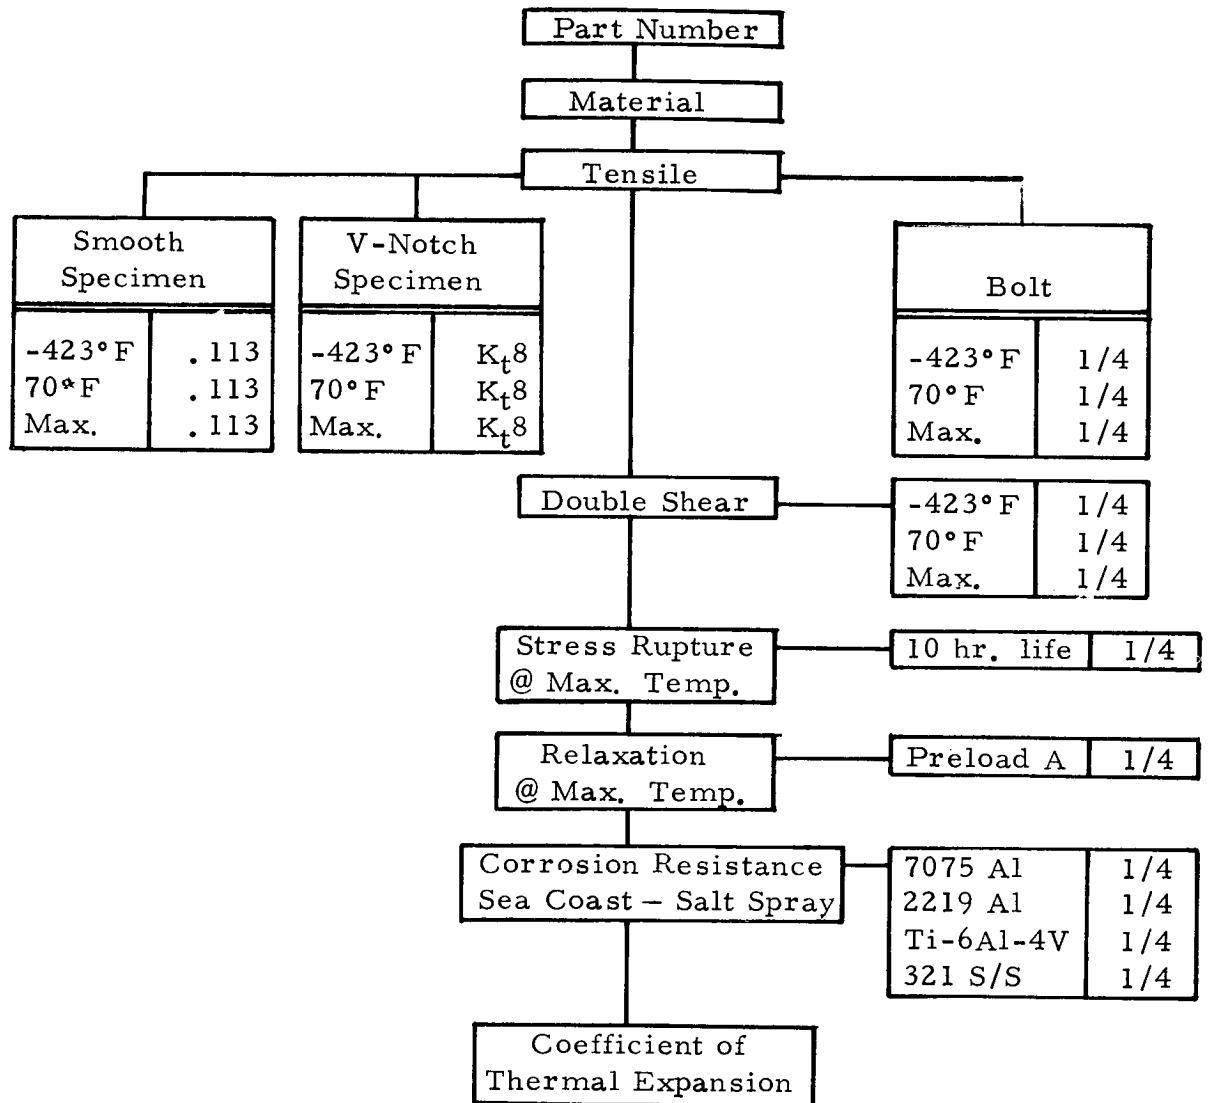 Part Number
Material
Tensile
Smooth
Specimen
-423°F .113
70°F .113
Max. .113
V-Notch
Specimen
-423°F Kt8
70°F Kt8
Max. Kt8
Bolt
-423°F 1/4
70°F 1/4
Max. 1/4
Double Shear
-423°F 1/4
70°F 1/4
Max. 1/4
Stress Rupture
@ Max. Temp.
10 hr. life 1/4
Relaxation
@ Max. Temp.
Preload A 1/4
Corrosion Resistance
Sea Coast – Salt Spray
7075 Al 1/4
2219 Al 1/4
Ti-6Al-4V 1/4
321 S/S 1/4
Coefficient of
Thermal Expansion